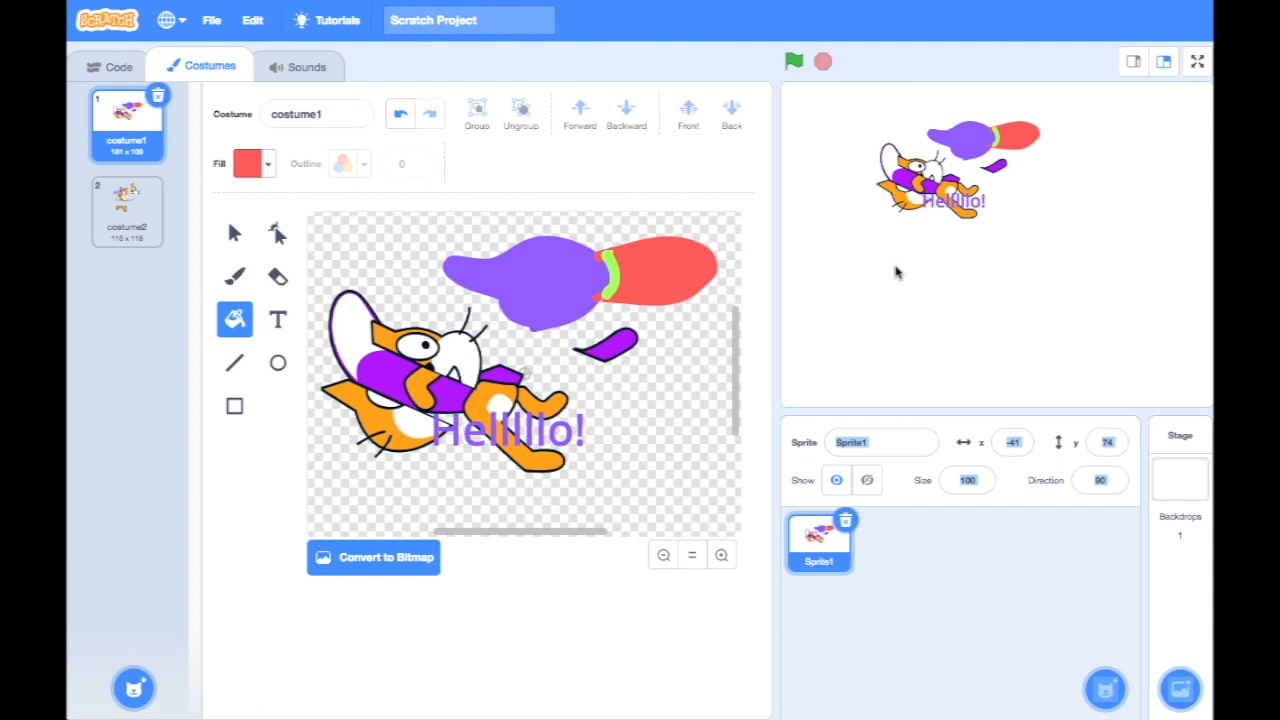 SCRATCH File Edit Tutorials Scratch Project
Code Costumes Sounds
1
costume1
181 x 109
2
costume2
116 x 118
Costume costume1
Group Ungroup Forward Backward Front Back
Fill Outline 0
T
Helllllo!
Convert to Bitmap
Helllllo!
Sprite Sprite1 x -41 y 74
Show Size 100 Direction 90
Sprite1
Stage
Backdrops
1